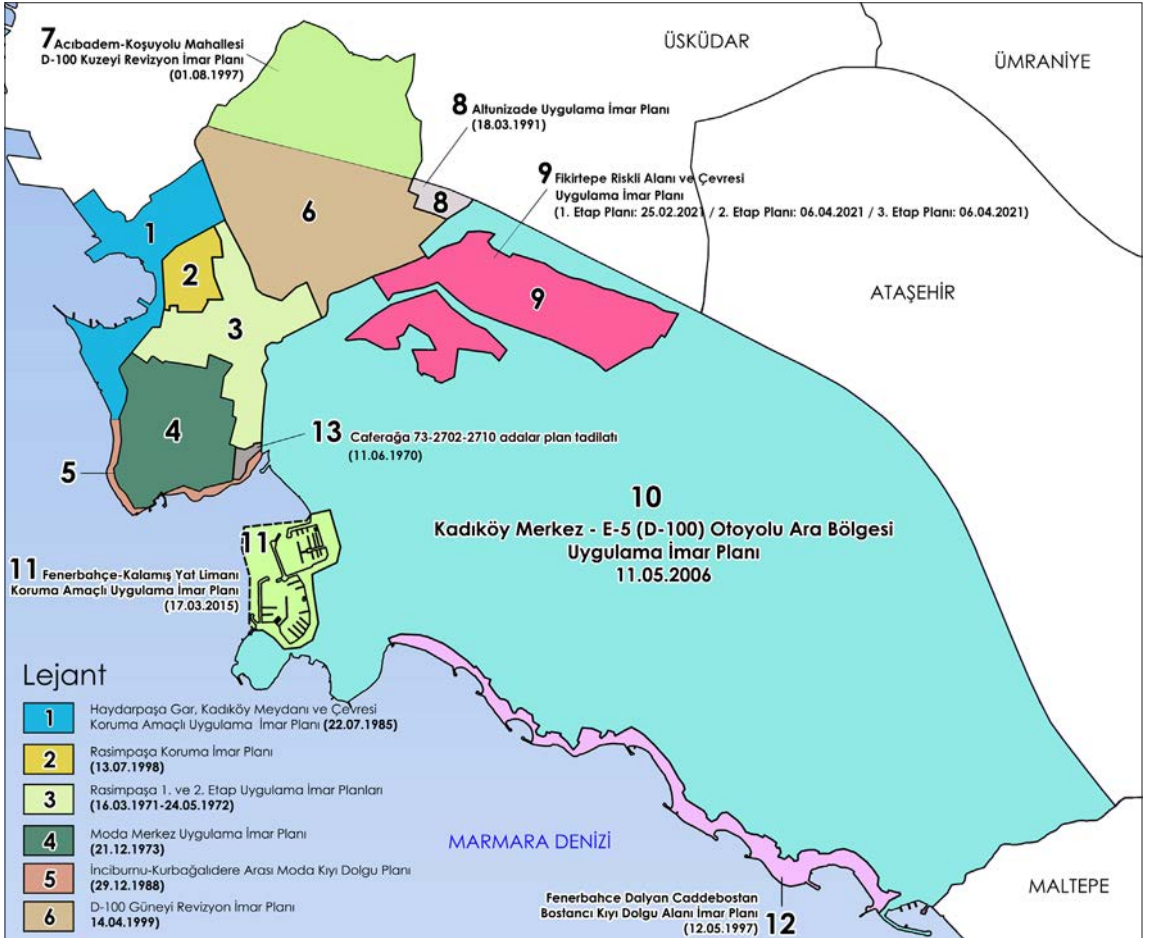 7 Acıbadem-Koşuyolu Mahallesi
D-100 Kuzeyi Revizyon İmar Planı
(01.08.1997)
ÜSKÜDAR
ÜMRANİYE
8 Altunizade Uygulama İmar Planı
(18.03.1991)
9 Fikirtepe Riskli Alanı ve Çevresi
Uygulama İmar Planı
(1. Etap Planı: 25.02.2021 / 2. Etap Planı: 06.04.2021 / 3. Etap Planı: 06.04.2021)
8
6
1
2
9
ATAŞEHİR
3
4
13 Caferağa 73-2702-2710 adalar plan tadilatı
(11.06.1970)
5
10
Kadıköy Merkez - E-5 (D-100) Otoyolu Ara Bölgesi
Uygulama İmar Planı
11.05.2006
11
11 Fenerbahçe-Kalamış Yat Limanı
Koruma Amaçlı Uygulama İmar Planı
(17.03.2015)
Lejant
1 Haydarpaşa Gar, Kadıköy Meydanı ve Çevresi
Koruma Amaçlı Uygulama İmar Planı (22.07.1985)
2 Rasimpaşa Koruma İmar Planı
(13.07.1998)
3 Rasimpaşa 1. ve 2. Etap Uygulama İmar Planları
(16.03.1971-24.05.1972)
4 Moda Merkez Uygulama İmar Planı
(21.12.1973)
5 İnciburnu-Kurbağalıdere Arası Moda Kıyı Dolgu Planı
(29.12.1988)
6 D-100 Güneyi Revizyon İmar Planı
14.04.1999)
MARMARA DENİZİ
MALTEPE
Fenerbahce Dalyan Caddebostan
Bostancı Kıyı Dolgu Alanı İmar Planı
(12.05.1997) 12